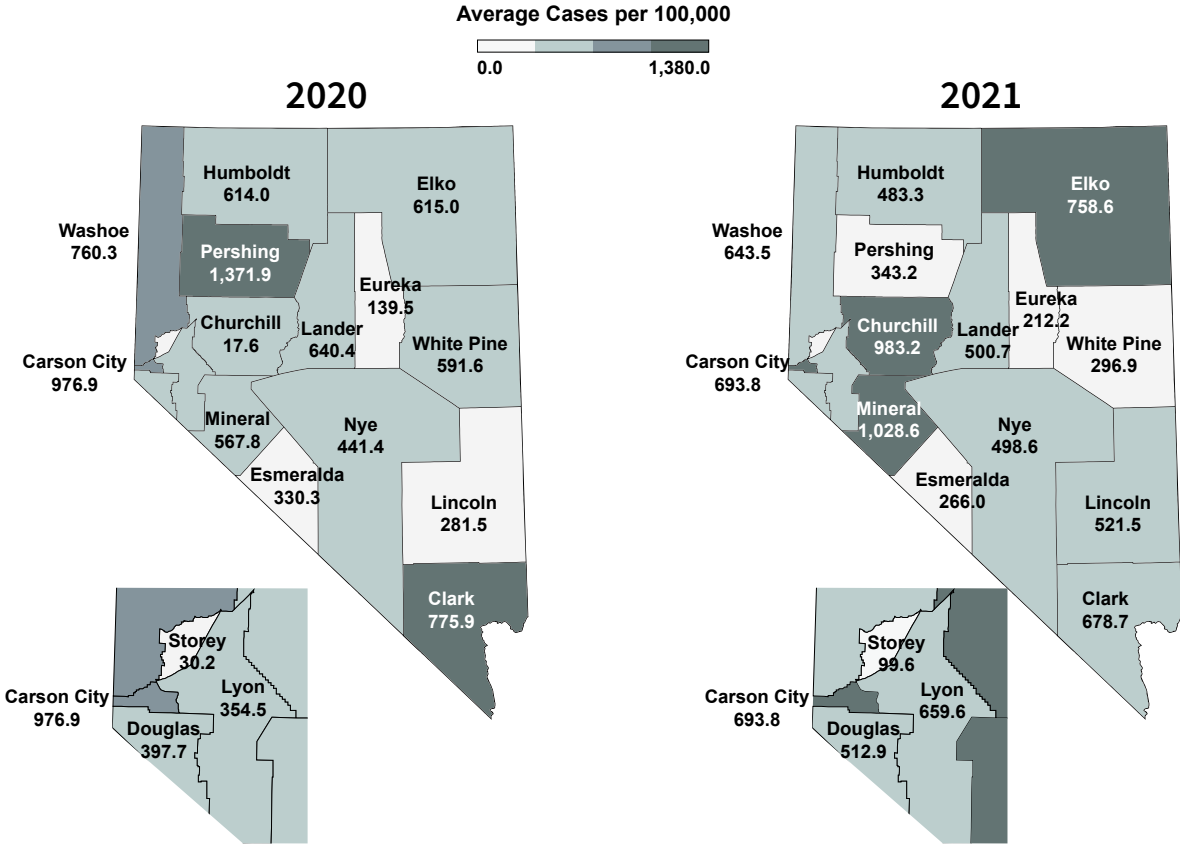 Average Cases per 100,000
0.0 1,380.0
2020
Humboldt
614.0
Elko
615.0
Washoe
760.3
Pershing
1,371.9
Eureka
139.5
Churchill
17.6
Lander
640.4
White Pine
591.6
Carson City
976.9
Mineral
567.8
Nye
441.4
Esmeralda
330.3
Lincoln
281.5
Clark
775.9
Storey
30.2
Carson City
976.9
Lyon
354.5
Douglas
397.7
2021
Humboldt
483.3
Elko
758.6
Washoe
643.5
Pershing
343.2
Eureka
212.2
Churchill
983.2
Lander
500.7
White Pine
296.9
Carson City
693.8
Mineral
1,028.6
Nye
498.6
Esmeralda
266.0
Lincoln
521.5
Clark
678.7
Storey
99.6
Carson City
693.8
Lyon
659.6
Douglas
512.9